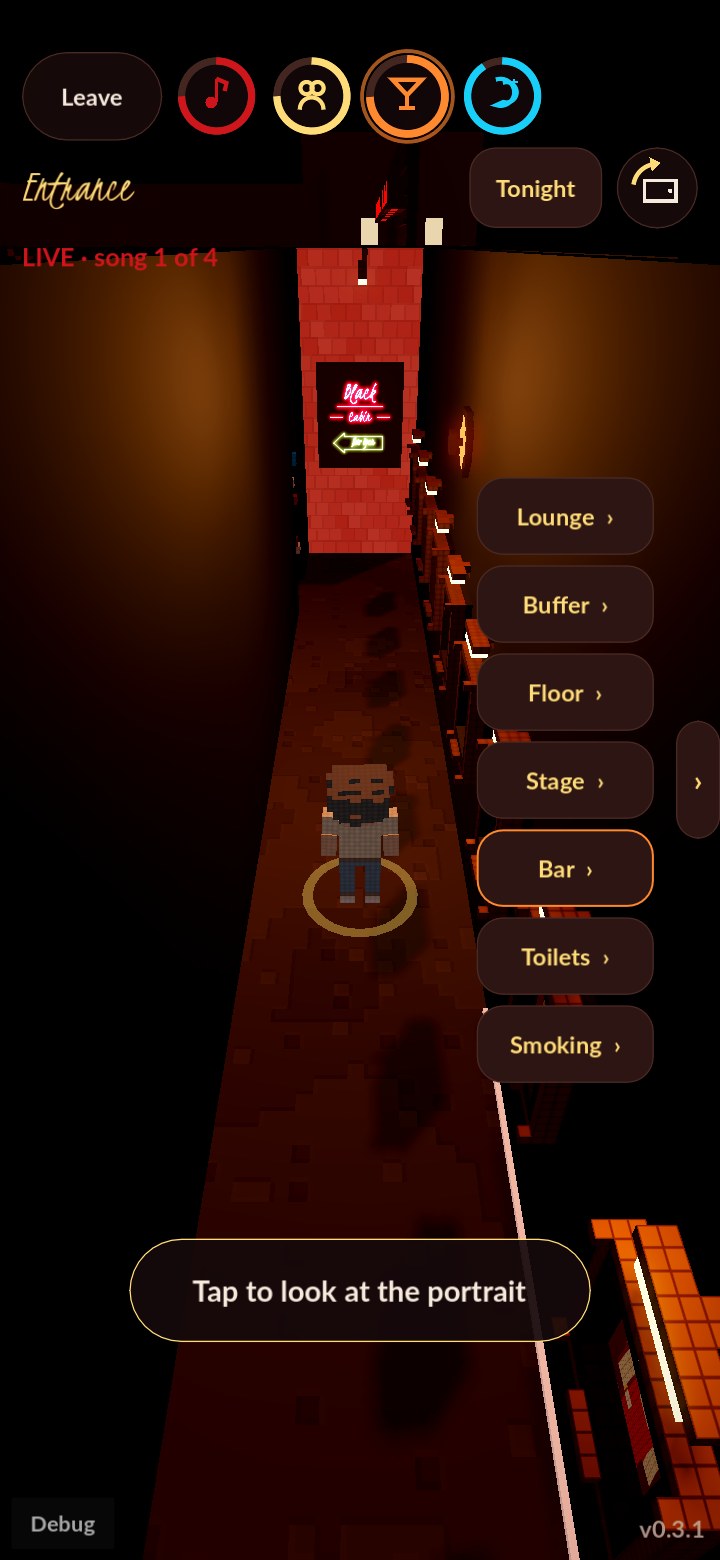 Leave
Entrance
Tonight
LIVE · song 1 of 4
Black
Cabin
Lounge ›
Buffer ›
Floor ›
Stage ›
›
Bar ›
Toilets ›
Smoking ›
Tap to look at the portrait
Debug
v0.3.1